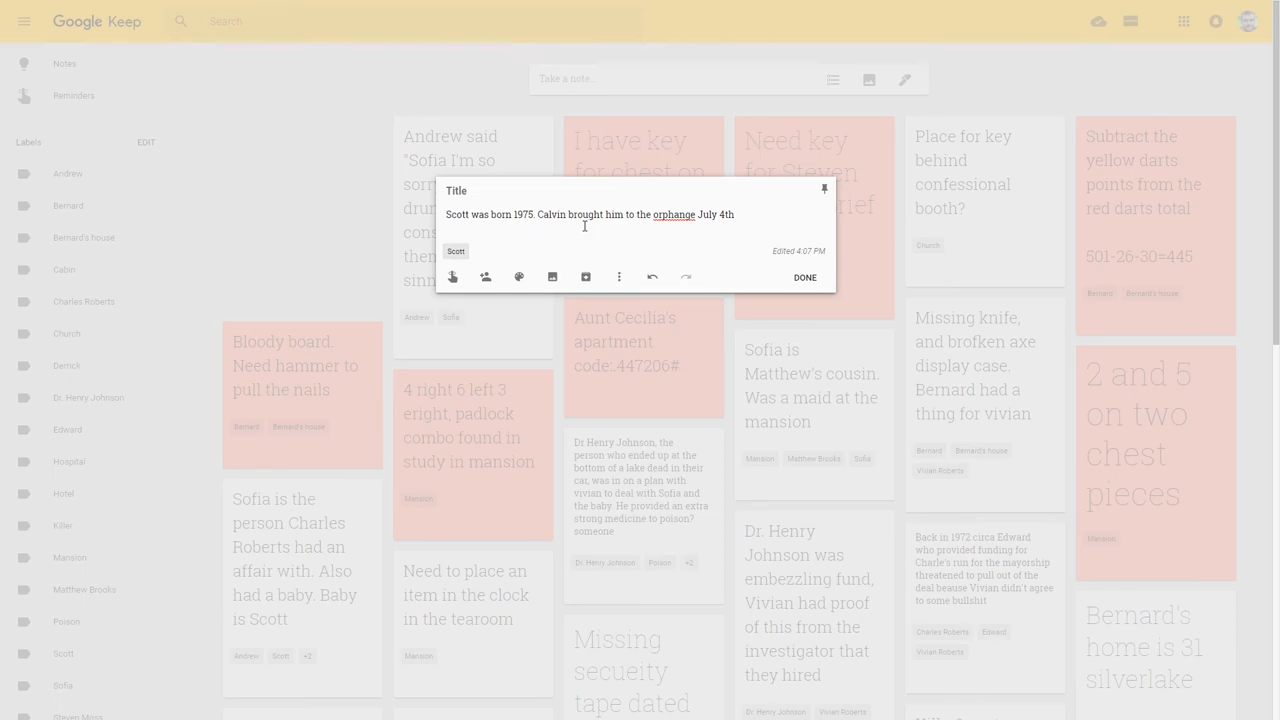 Google Keep
Search
Notes
Reminders
Labels
EDIT
Andrew
Bernard
Bernard's house
Cabin
Charles Roberts
Church
Derrick
Dr. Henry Johnson
Edward
Hospital
Hotel
Killer
Mansion
Matthew Brooks
Poison
Scott
Sofia
Steven Moss
Take a note...
Title
Scott was born 1975. Calvin brought him to the orphange July 4th
Scott
Edited 4:07 PM
DONE
Bloody board.
Need hammer to
pull the nails
Bernard
Bernard's house
Sofia is the
person Charles
Roberts had an
affair with. Also
had a baby. Baby
is Scott
Andrew
Scott
+2
Andrew said
"Sofia I'm so
Andrew
Sofia
4 right 6 left 3
eright, padlock
combo found in
study in mansion
Mansion
Need to place an
item in the clock
in the tearoom
Mansion
I have key
for chest on
Aunt Cecilia's
apartment
code:.447206#
Dr Henry Johnson, the
person who ended up at the
bottom of a lake dead in their
car, was in on a plan with
vivian to deal with Sofia and
the baby. He provided an extra
strong medicine to poison?
someone
Dr. Henry Johnson
Poison
+2
Missing
secueity
tape dated
Need key
for Steven
Sofia is
Matthew's cousin.
Was a maid at the
mansion
Mansion
Matthew Brooks
Sofia
Dr. Henry
Johnson was
embezzling fund,
Vivian had proof
of this from the
investigator that
they hired
Dr. Henry Johnson
Vivian Roberts
Place for key
behind
confessional
booth?
Church
Missing knife,
and brofken axe
display case.
Bernard had a
thing for vivian
Bernard
Bernard's house
Vivian Roberts
Back in 1972 circa Edward
who provided funding for
Charle's run for the mayorship
threatened to pull out of the
deal beause Vivian didn't agree
to some bullshit
Charles Roberts
Edward
Vivian Roberts
Subtract the
yellow darts
points from the
red darts total
501-26-30=445
Bernard
Bernard's house
2 and 5
on two
chest
pieces
Mansion
Bernard's
home is 31
silverlake